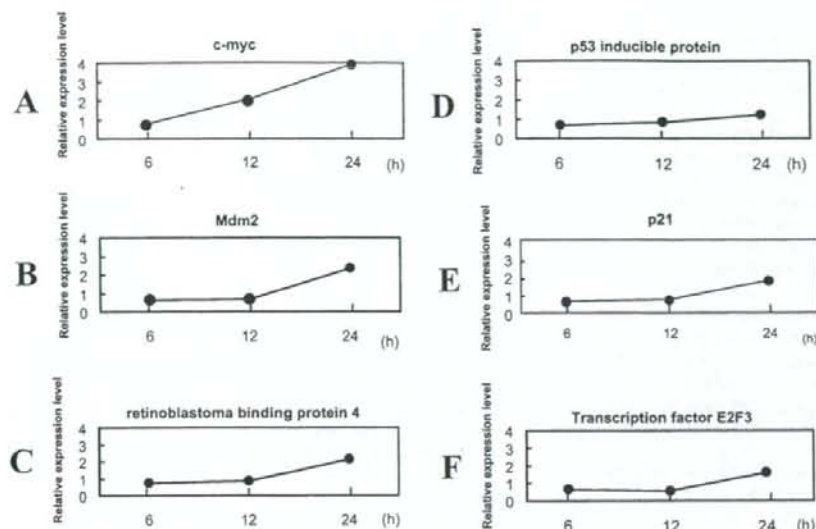 A
c-myc
Relative expression level
4
3
2
1
0
6 12 24 (h)
B
Mdm2
Relative expression level
4
3
2
1
0
6 12 24 (h)
C
retinoblastoma binding protein 4
Relative expression level
4
3
2
1
0
6 12 24 (h)
D
p53 inducible protein
Relative expression level
4
3
2
1
0
6 12 24 (h)
E
p21
Relative expression level
4
3
2
1
0
6 12 24 (h)
F
Transcription factor E2F3
Relative expression level
4
3
2
1
0
6 12 24 (h)